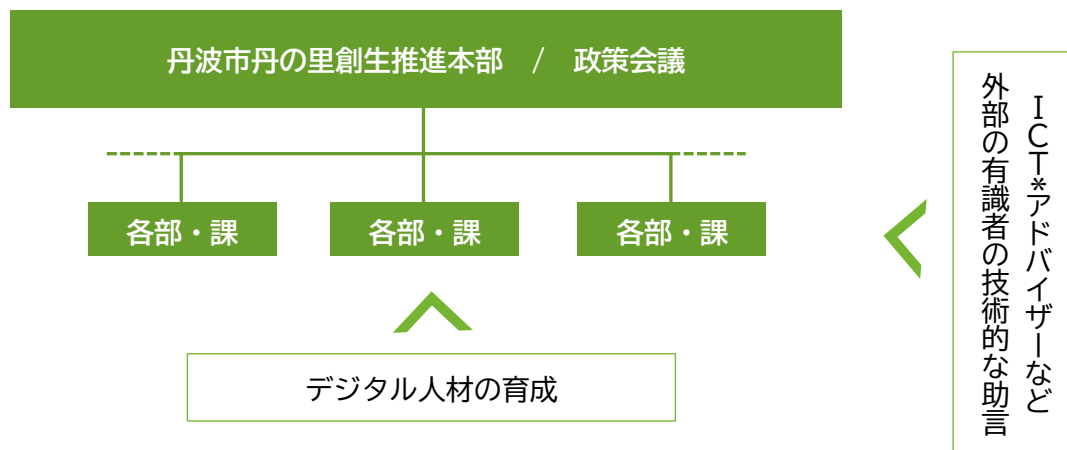 丹波市丹の里創生推進本部　/　政策会議
各部・課
各部・課
各部・課
デジタル人材の育成
ＩＣＴ*アドバイザーなど
外部の有識者の技術的な助言